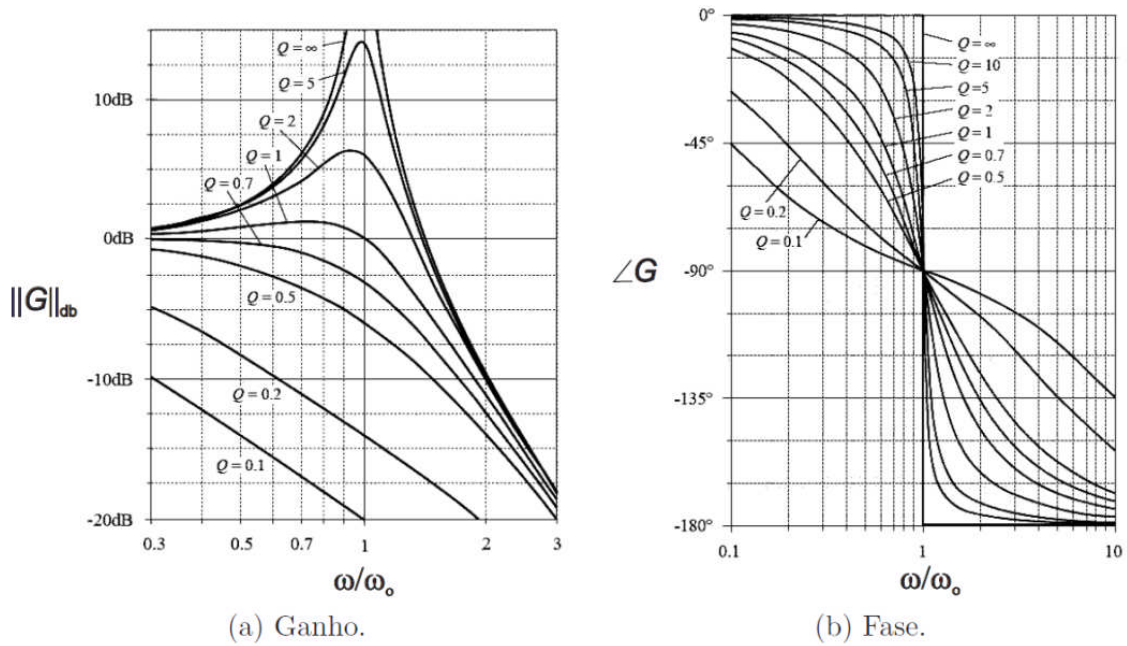 Q = ∞
Q = 5
10dB
Q = 2
Q = 1
Q = 0.7
0dB
Q = 0.5
||G||db
-10dB
Q = 0.2
Q = 0.1
-20dB
0.3
0.5
0.7
1
2
3
ω/ωo
(a) Ganho.
0°
Q = ∞
Q = 10
Q = 5
Q = 2
-45°
Q = 1
Q = 0.7
Q = 0.5
Q = 0.2
Q = 0.1
-90°
∠G
-135°
-180°
0.1
1
10
ω/ωo
(b) Fase.